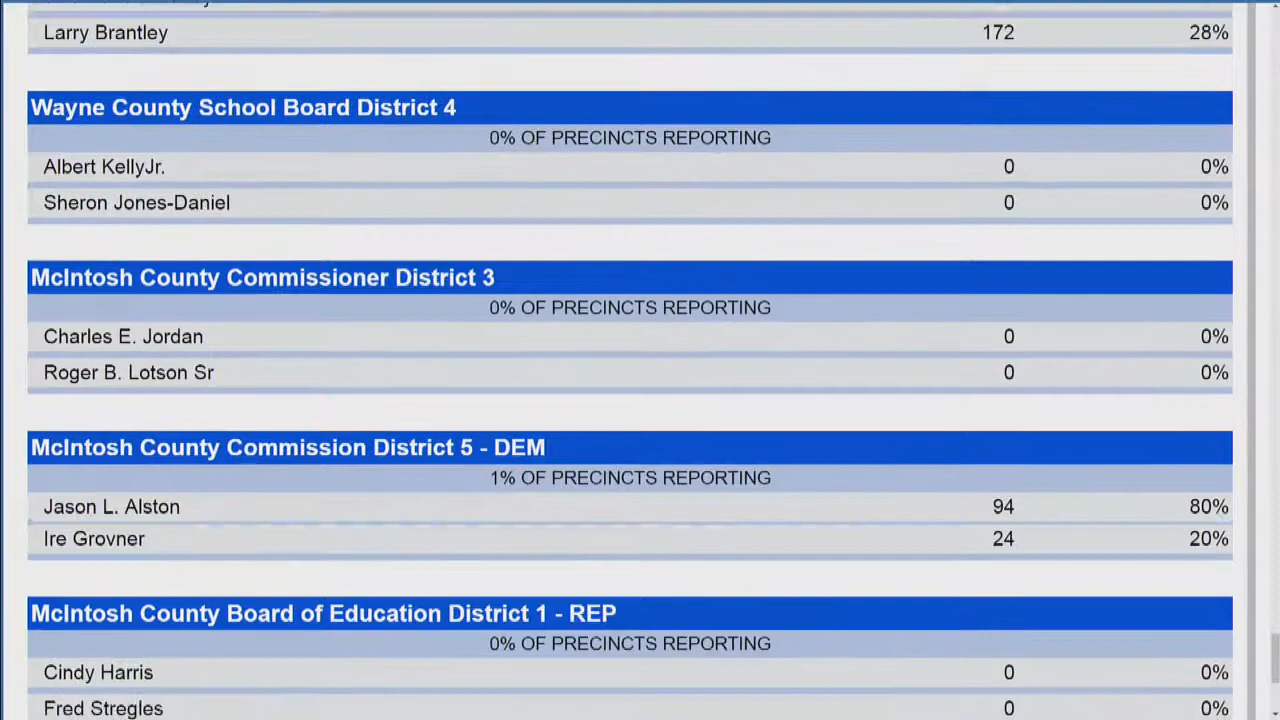 Larry Brantley 172 28%
Wayne County School Board District 4
0% OF PRECINCTS REPORTING
Albert KellyJr. 0 0%
Sheron Jones-Daniel 0 0%
McIntosh County Commissioner District 3
0% OF PRECINCTS REPORTING
Charles E. Jordan 0 0%
Roger B. Lotson Sr 0 0%
McIntosh County Commission District 5 - DEM
1% OF PRECINCTS REPORTING
Jason L. Alston 94 80%
Ire Grovner 24 20%
McIntosh County Board of Education District 1 - REP
0% OF PRECINCTS REPORTING
Cindy Harris 0 0%
Fred Stregles 0 0%